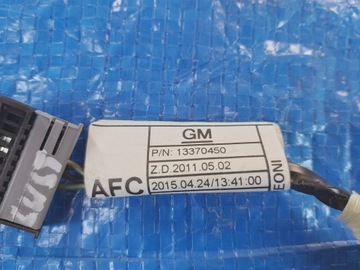 GM
P/N: 13370450
Z.D.2011.05.02
AFC
2015.04.24/13:41:00
EONI